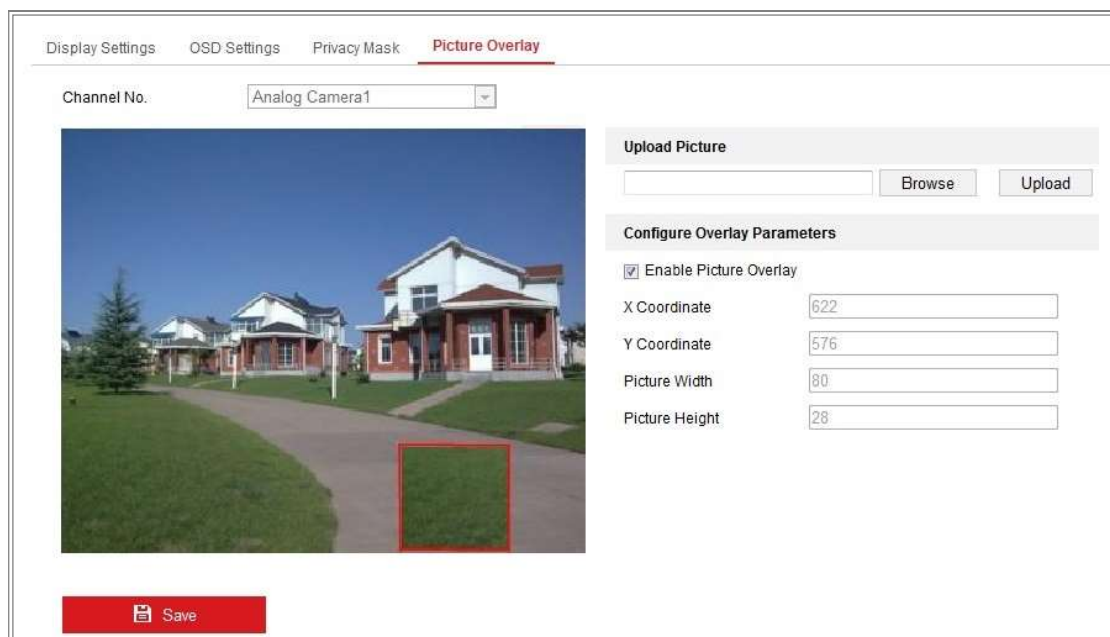 Display Settings OSD Settings Privacy Mask Picture Overlay
Channel No. Analog Camera1
Upload Picture
Browse Upload
Configure Overlay Parameters
Enable Picture Overlay
X Coordinate 622
Y Coordinate 576
Picture Width 80
Picture Height 28
Save